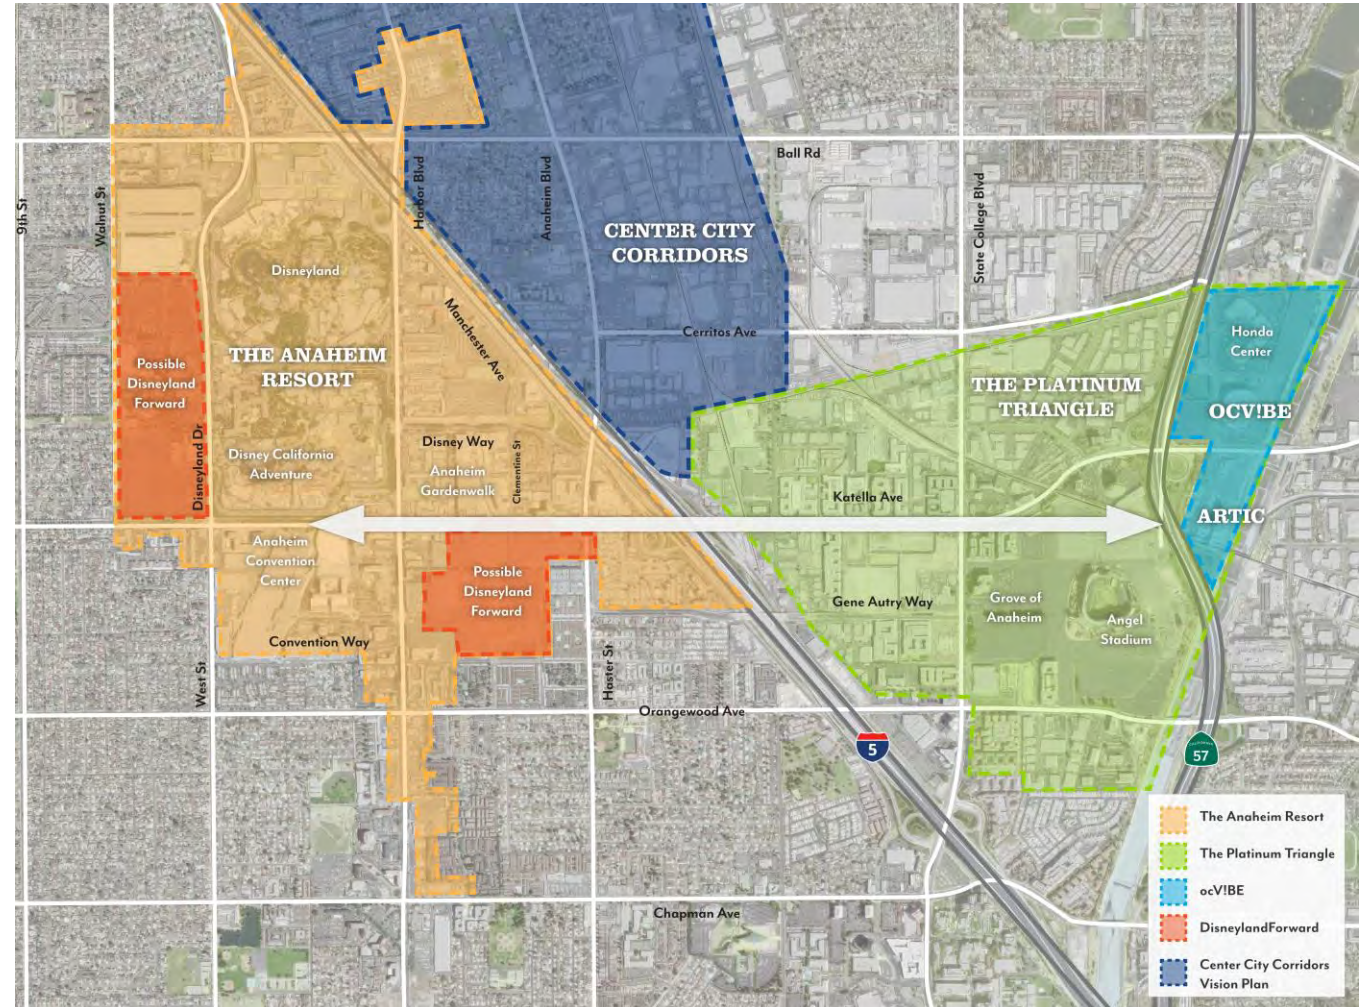 Ball Rd
9th St
Walnut St
Harbor Blvd
Anaheim Blvd
State College Blvd
CENTER CITY
CORRIDORS
Disneyland
Manchester Ave
Cerritos Ave
Honda
Center
THE ANAHEIM
RESORT
Possible
Disneyland
Forward
THE PLATINUM
TRIANGLE
OCV!BE
Disneyland Dr
Disney Way
Disney California
Adventure
Anaheim
Gardenwalk
Clementine St
Katella Ave
ARTIC
Anaheim
Convention
Center
Possible
Disneyland
Forward
Gene Autry Way
Grove of
Anaheim
Angel
Stadium
Convention Way
West St
Haster St
Orangewood Ave
5
CALIFORNIA
57
Chapman Ave
The Anaheim Resort
The Platinum Triangle
ocV!BE
DisneylandForward
Center City Corridors
Vision Plan